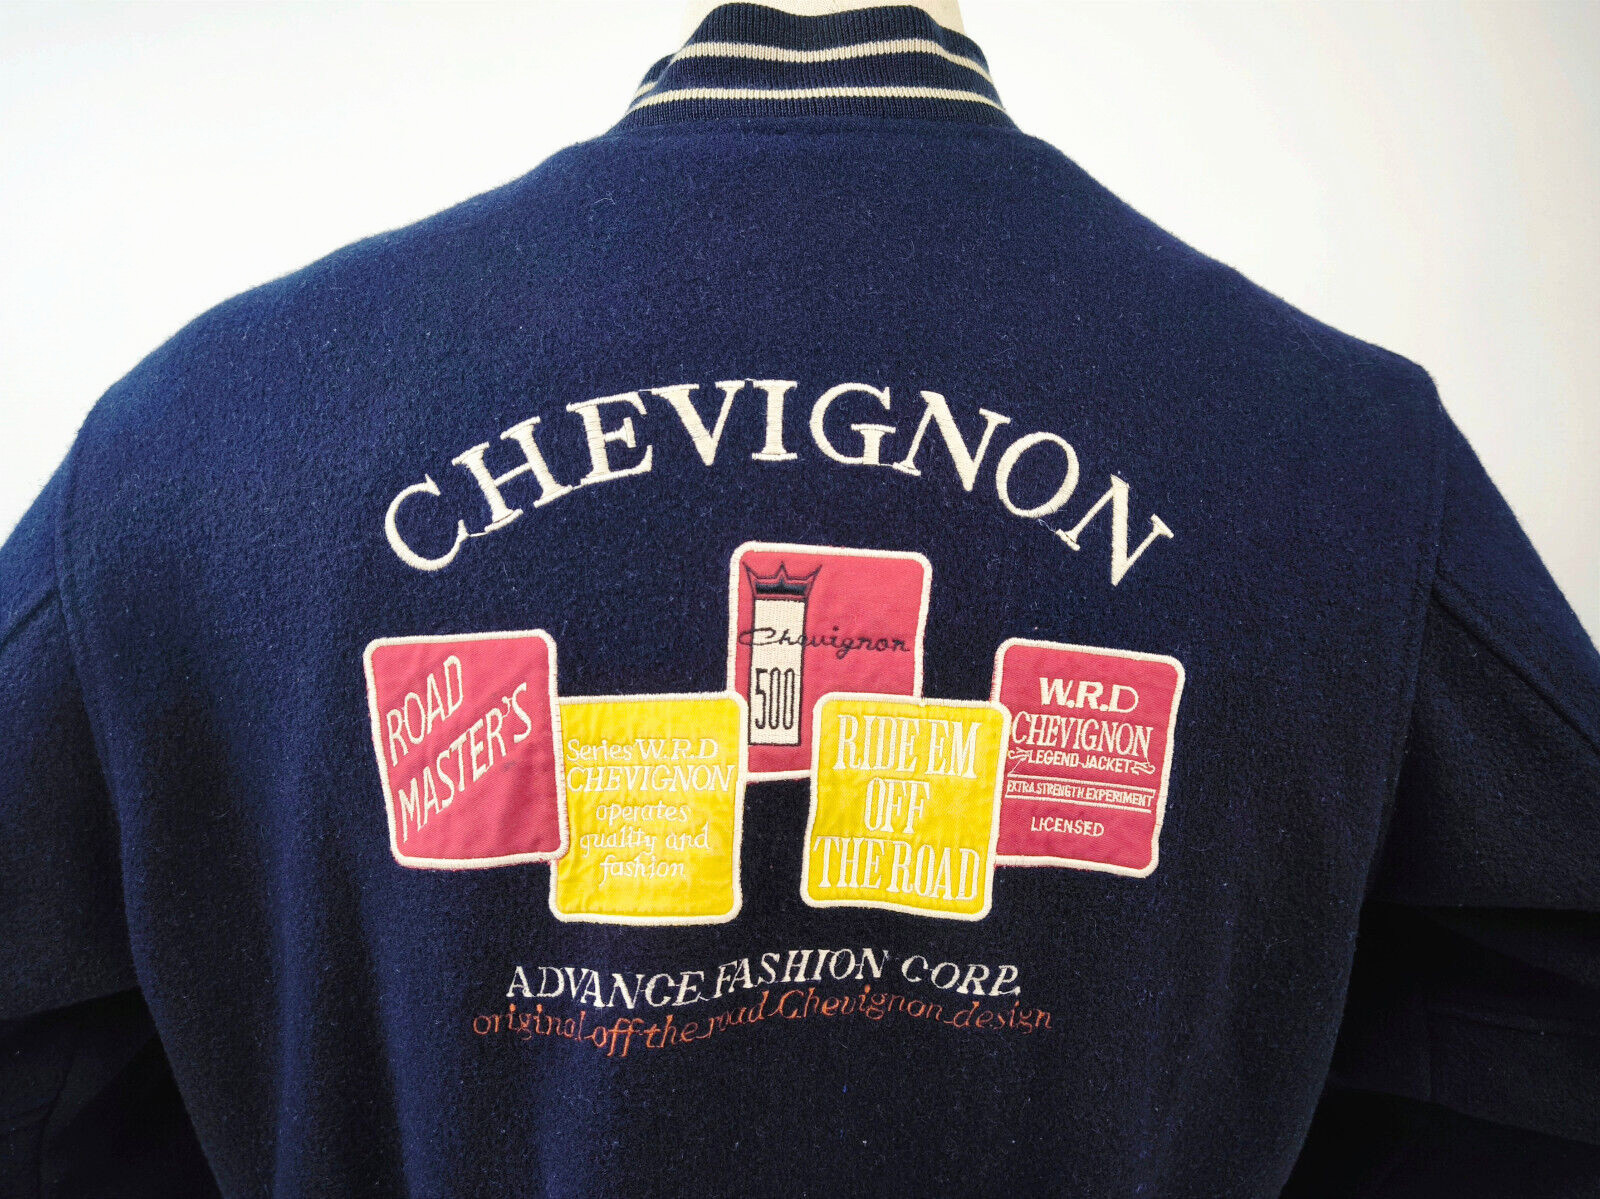 CHEVIGNON
Chevignon
500
ROAD
MASTER'S
Series W.R.D
CHEVIGNON
operates
quality and
fashion
RIDE EM
OFF
THE ROAD
W.R.D
CHEVIGNON
LEGEND JACKET
EXTRA STRENGTH EXPERIMENT
LICENSED
ADVANCE FASHION CORP.
original off the road Chevignon design